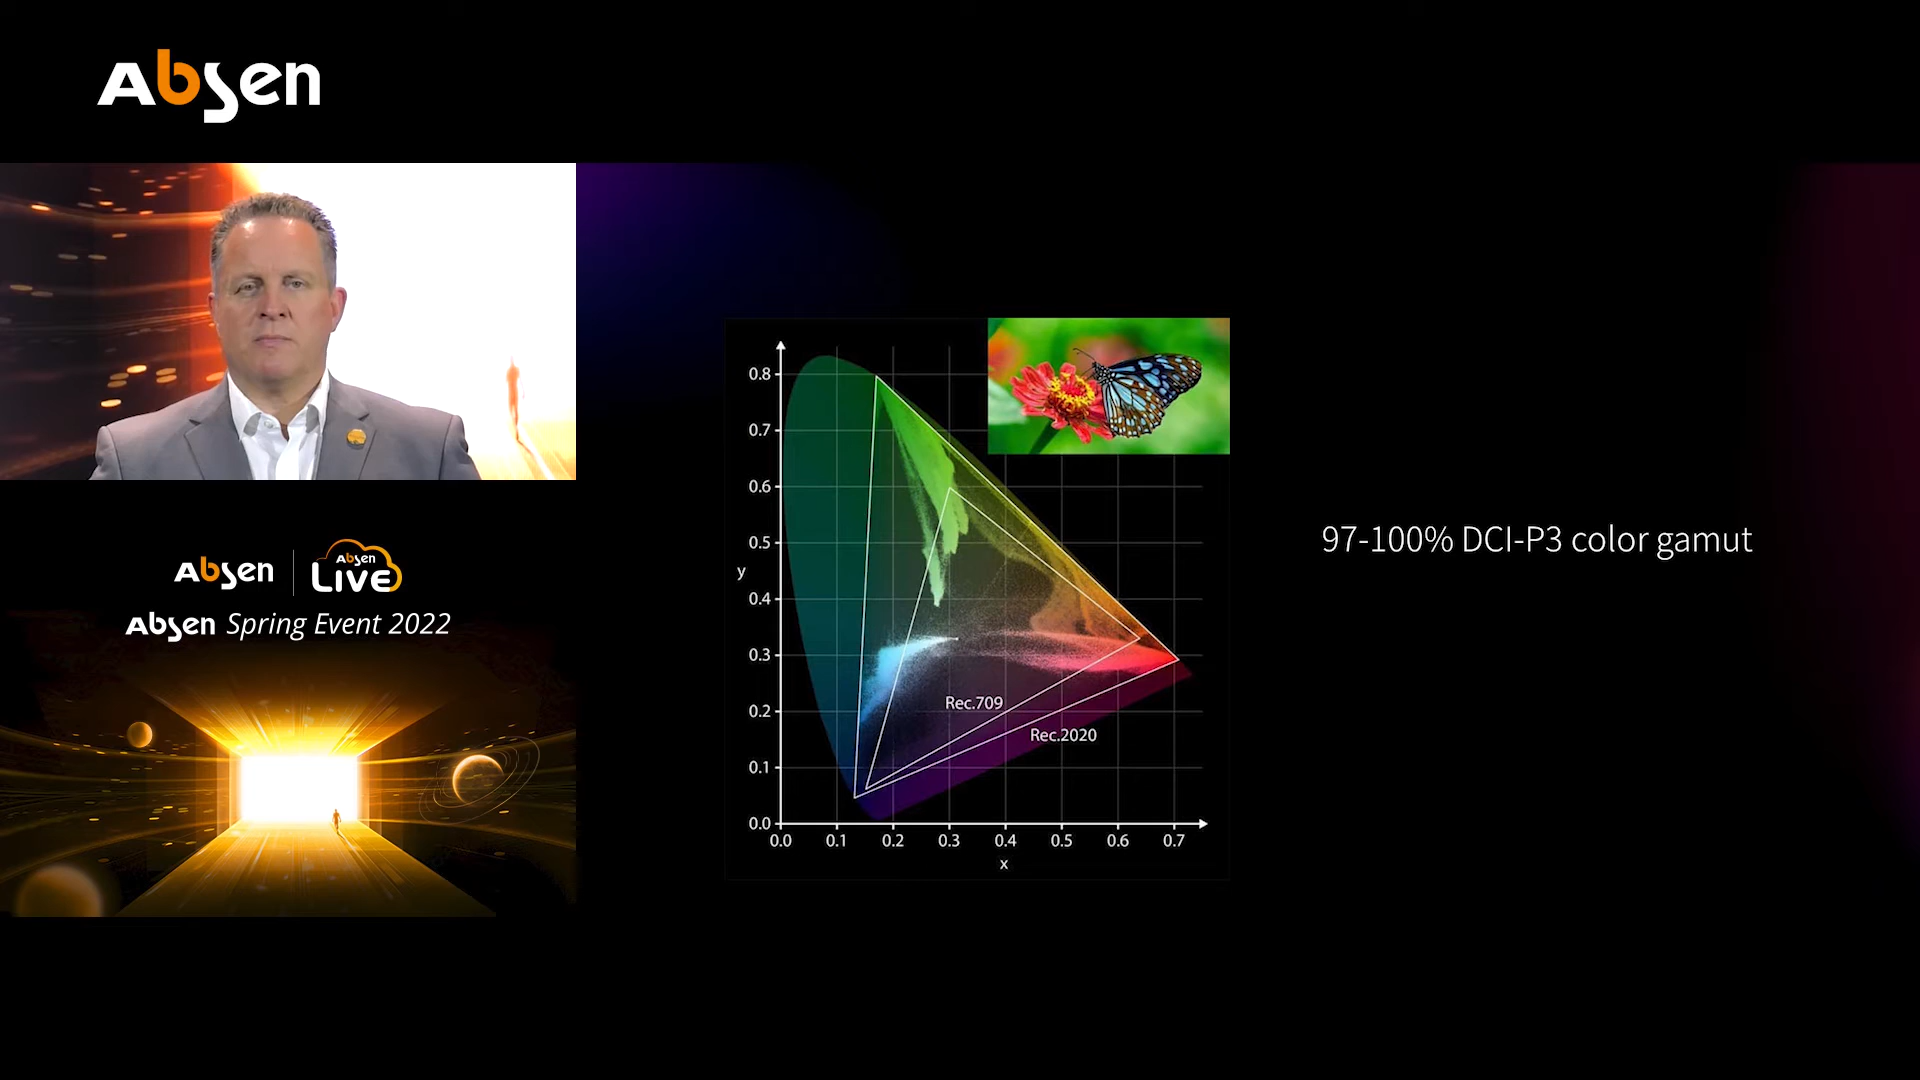 Absen
Absen
Absen
LIVE
Absen Spring Event 2022
0.8
0.7
0.6
0.5
y
0.4
0.3
0.2
0.1
0.0
Rec.709
Rec.2020
0.0 0.1 0.2 0.3 0.4 0.5 0.6 0.7
x
97-100% DCI-P3 color gamut